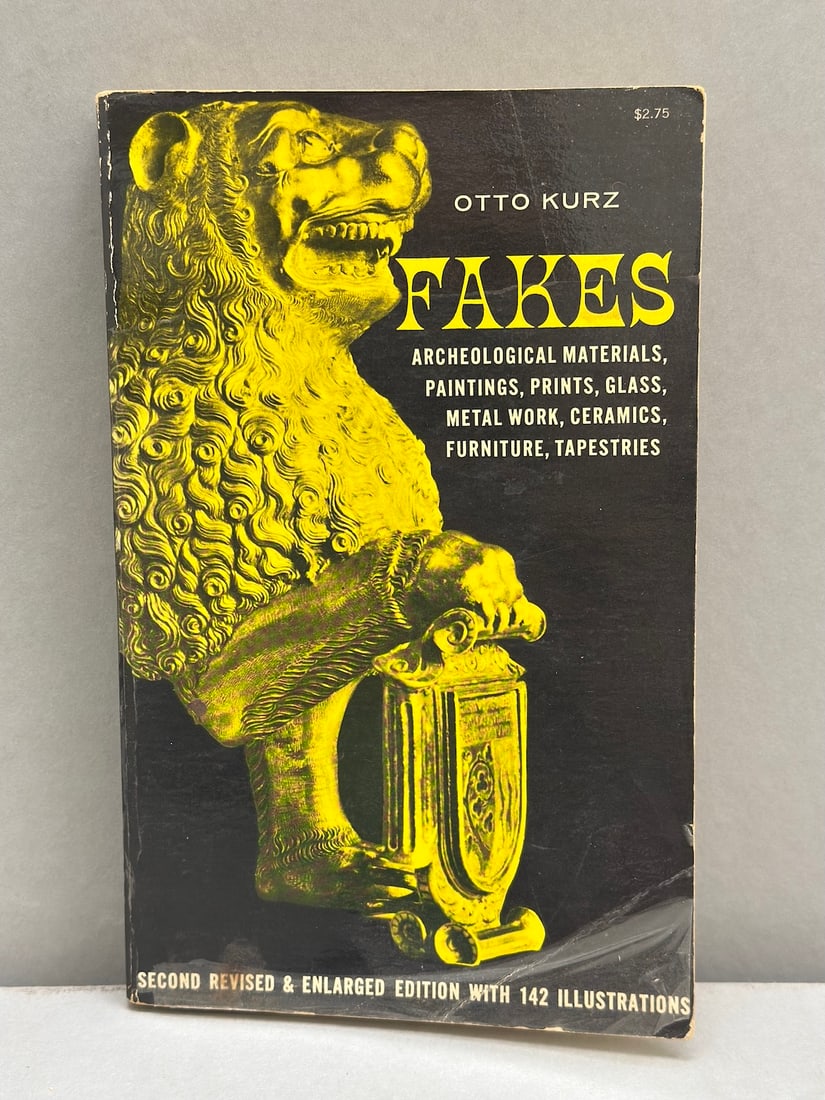 $2.75
OTTO KURZ
FAKES
ARCHEOLOGICAL MATERIALS,
PAINTINGS, PRINTS, GLASS,
METAL WORK, CERAMICS,
FURNITURE, TAPESTRIES
SECOND REVISED & ENLARGED EDITION WITH 142 ILLUSTRATIONS